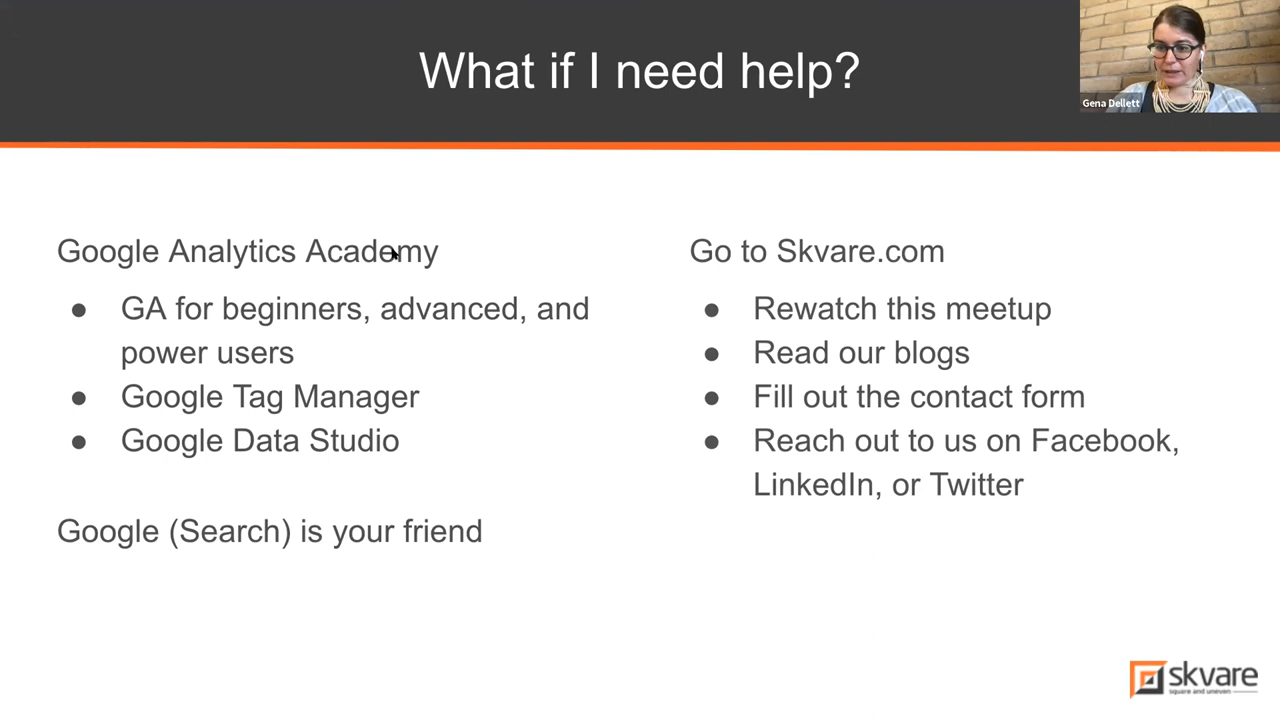 What if I need help?
Gena Dellett
Google Analytics Academy
● GA for beginners, advanced, and
power users
● Google Tag Manager
● Google Data Studio
Google (Search) is your friend
Go to Skvare.com
● Rewatch this meetup
● Read our blogs
● Fill out the contact form
● Reach out to us on Facebook,
LinkedIn, or Twitter
skvare
square and uneven